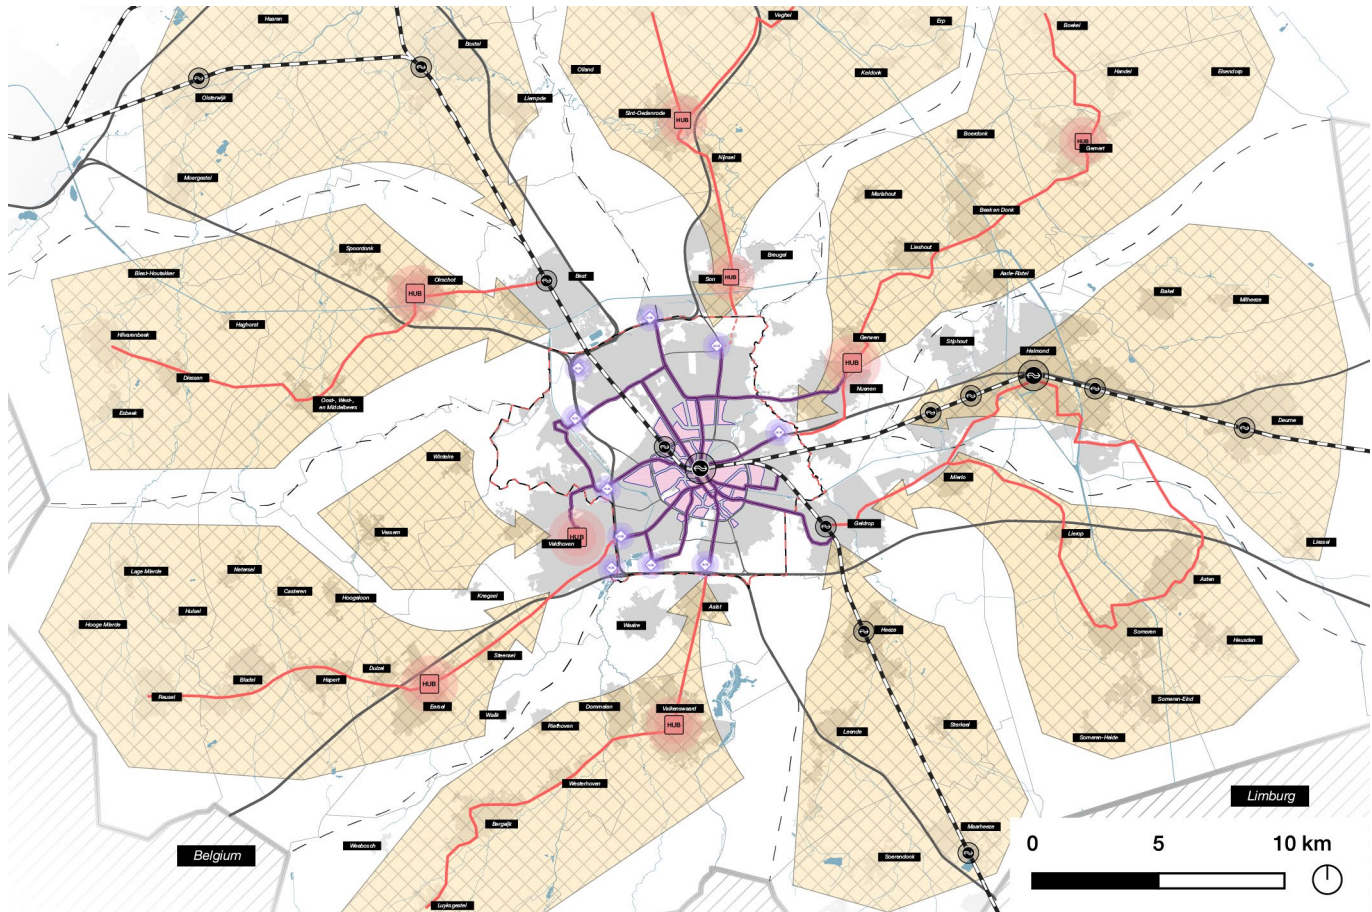 Haaren
Boxtel
Veghel
Erp
Boekel
Olland
Keldonk
Handel
Elsendorp
Oisterwijk
Liempde
Sint-Oedenrode
HUB
Boerdonk
HUB
Gemert
Nijnsel
Moergestel
Mariahout
Beek en Donk
Spoordonk
Lieshout
Breugel
Biest-Houtakker
Oirschot
Best
Son
HUB
Aarle-Rixtel
HUB
Bakel
Milheeze
Haghorst
Hilvarenbeek
Gerwen
Stiphout
Helmond
HUB
Diessen
Nuenen
Oost-, West-,
en Middelbeers
Esbeek
Deurne
Wintelre
Mierlo
Vessem
Geldrop
Lierop
HUB
Veldhoven
Liessel
Lage Mierde
Netersel
Casteren
Hoogeloon
Knegsel
Asten
Hulsel
Aalst
Hooge Mierde
Waalre
Heeze
Someren
Heusden
Steensel
Duizel
Bladel
Hapert
HUB
Reusel
Eersel
Someren-Eind
Dommelen
Valkenswaard
Walik
Riethoven
HUB
Leende
Sterksel
Someren-Heide
Westerhoven
Limburg
Bergeijk
Maarheeze
Weebosch
Belgium
Soerendonk
0 5 10 km
Luyksgestel